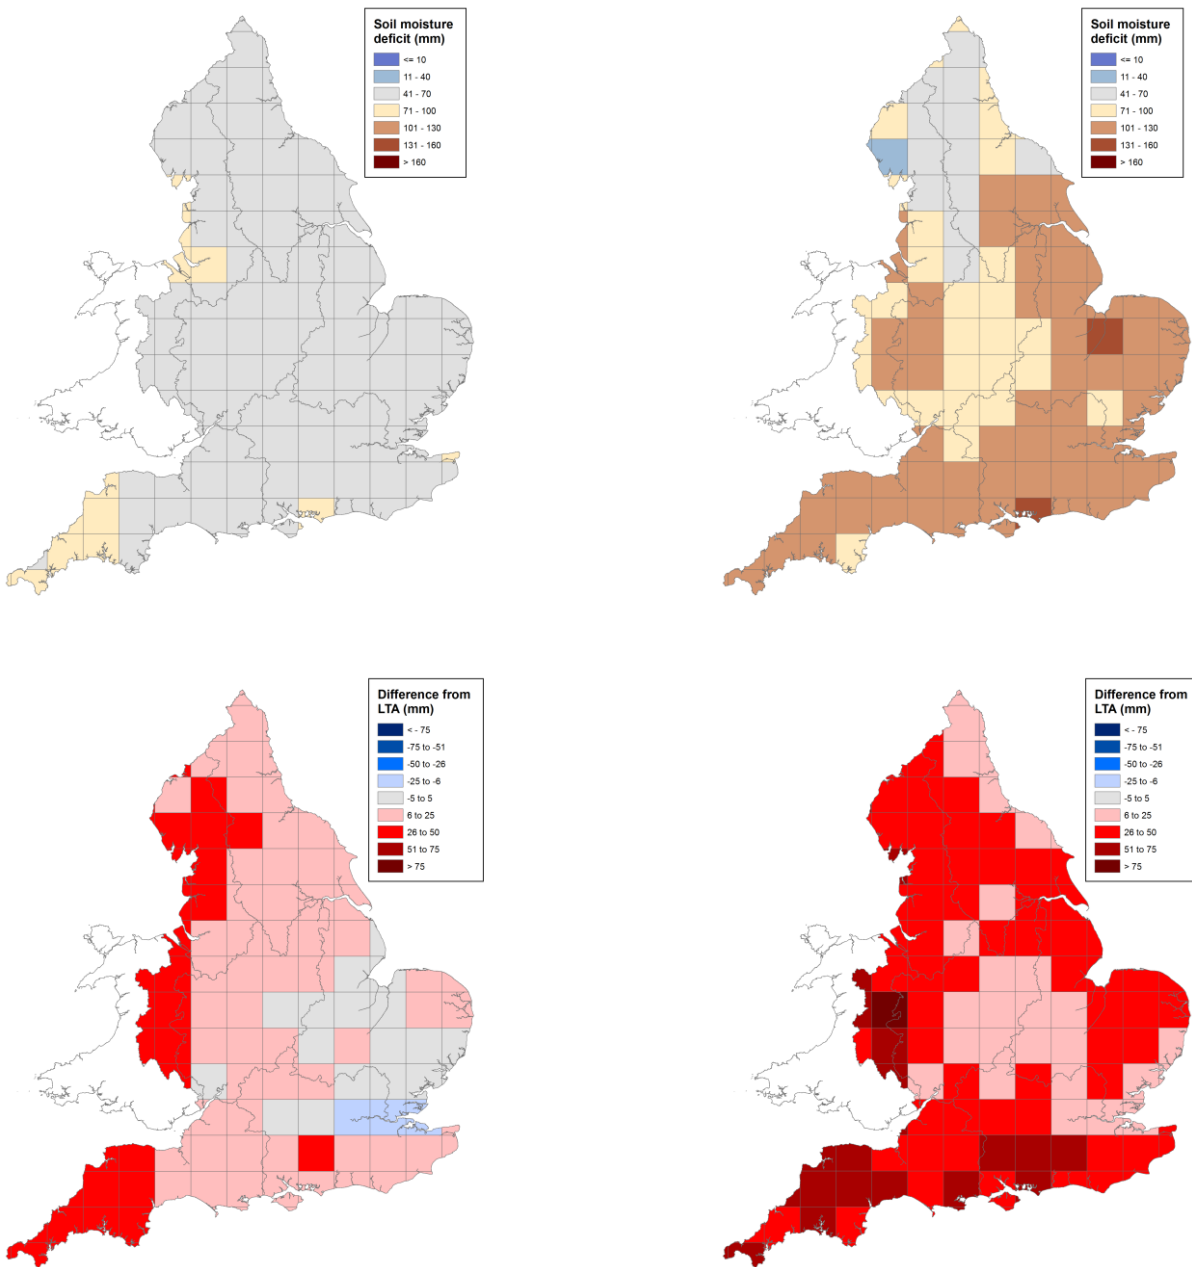 Soil moisture
deficit (mm)
<= 10
11 - 40
41 - 70
71 - 100
101 - 130
131 - 160
> 160
Soil moisture
deficit (mm)
<= 10
11 - 40
41 - 70
71 - 100
101 - 130
131 - 160
> 160
Difference from
LTA (mm)
< - 75
-75 to -51
-50 to -26
-25 to -6
-5 to 5
6 to 25
26 to 50
51 to 75
> 75
Difference from
LTA (mm)
< - 75
-75 to -51
-50 to -26
-25 to -6
-5 to 5
6 to 25
26 to 50
51 to 75
> 75